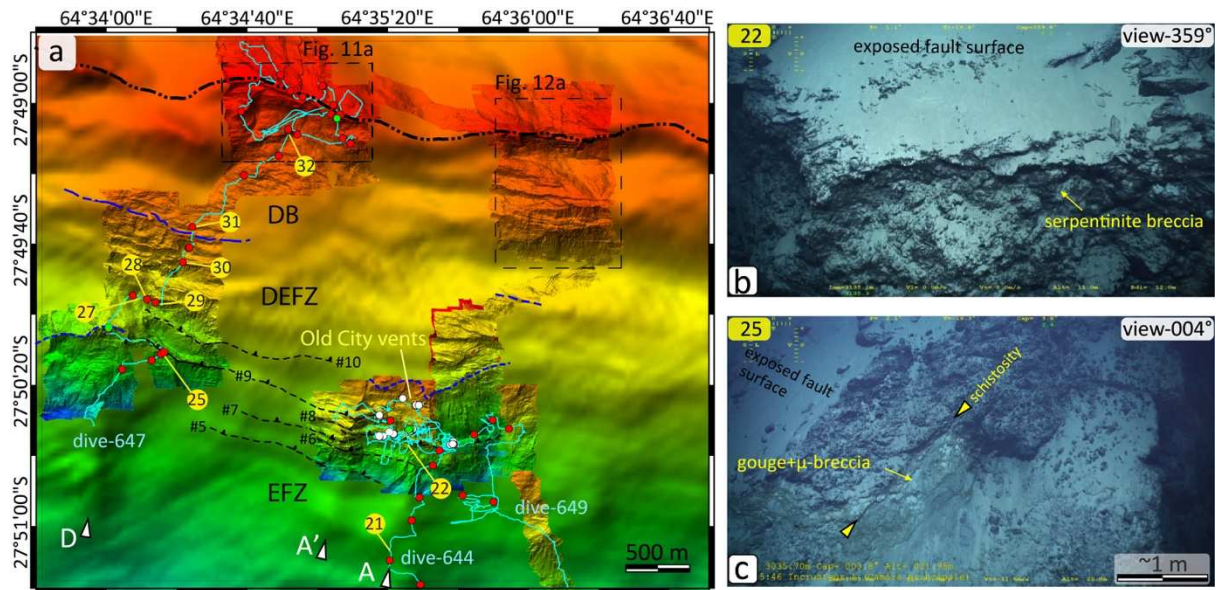 64°34'00"E 64°34'40"E 64°35'20"E 64°36'00"E 64°36'40"E
a
Fig. 11a
Fig. 12a
27°49'00"S
32
DB
31
27°49'40"S
30
28
DEFZ
29
27
Old City vents
#10
27°50'20"S
#9
25
#8
#7
#6
#5
dive-647
22
EFZ
dive-649
27°51'00"S
21
D
A'
dive-644
A
500 m
22
view-359°
exposed fault surface
serpentinite breccia
b
25
view-004°
exposed fault
surface
schistosity
gouge+μ-breccia
c
~1 m